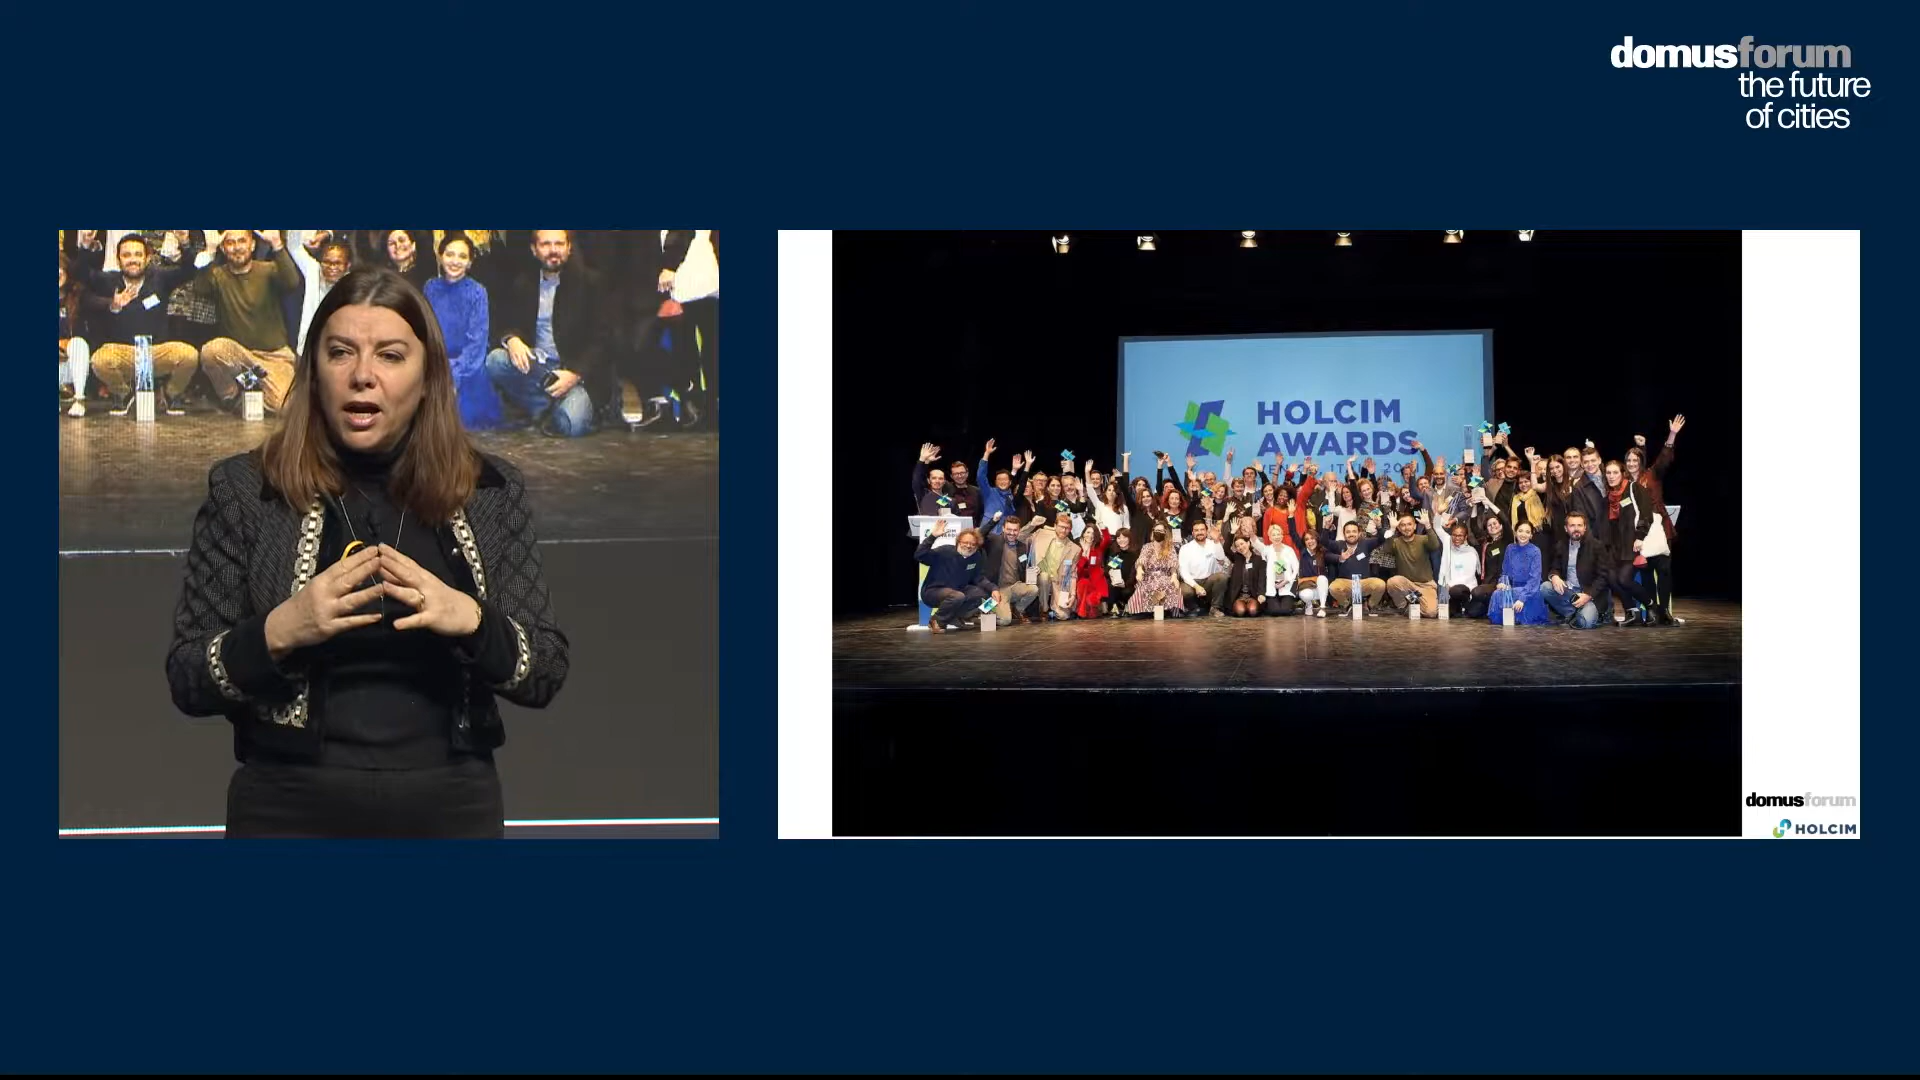 domusforum
the future
of cities
HOLCIM
AWARDS
domusforum
HOLCIM